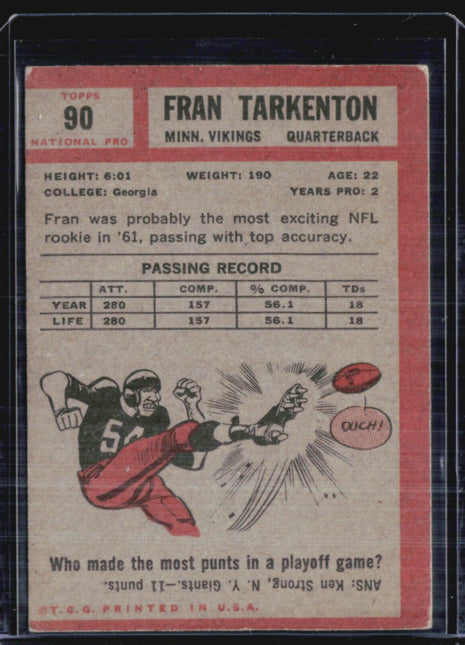 TOPPS
90
NATIONAL PRO
FRAN TARKENTON
MINN. VIKINGS QUARTERBACK
HEIGHT: 6:01 WEIGHT: 190 AGE: 22
COLLEGE: Georgia YEARS PRO: 2
Fran was probably the most exciting NFL
rookie in '61, passing with top accuracy.
PASSING RECORD
ATT. COMP. % COMP. TDs
YEAR 280 157 56.1 18
LIFE 280 157 56.1 18
OUCH!
Who made the most punts in a playoff game?
ANS: Ken Strong, N. Y. Giants.—11 punts.
©T.C.G. PRINTED IN U.S.A.